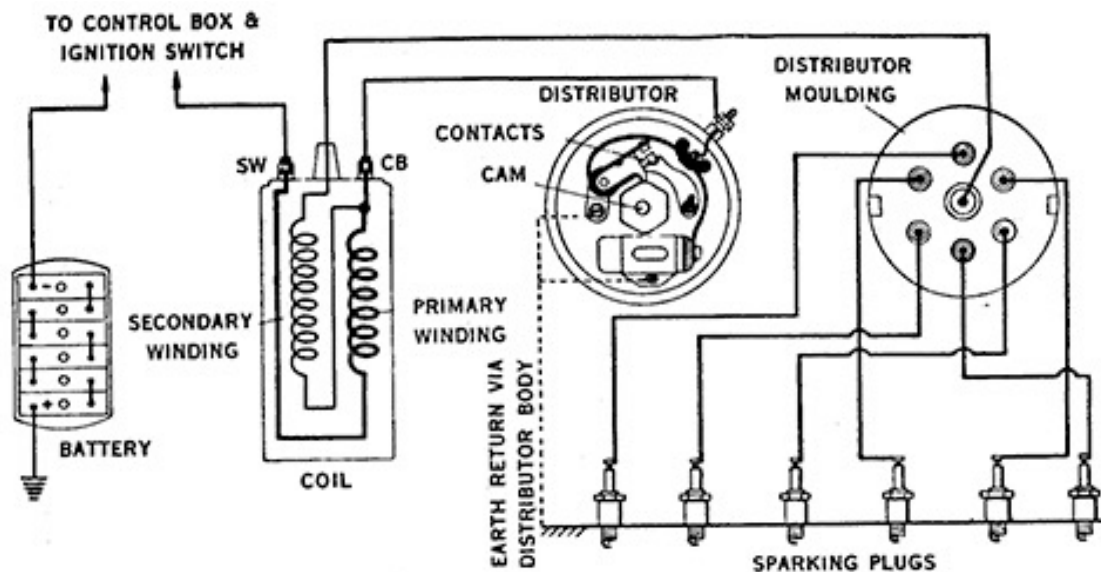 TO CONTROL BOX &
IGNITION SWITCH
DISTRIBUTOR
MOULDING
DISTRIBUTOR
CONTACTS
CAM
SW
CB
SECONDARY
WINDING
PRIMARY
WINDING
BATTERY
COIL
EARTH RETURN VIA
DISTRIBUTOR BODY
SPARKING PLUGS
- 
+